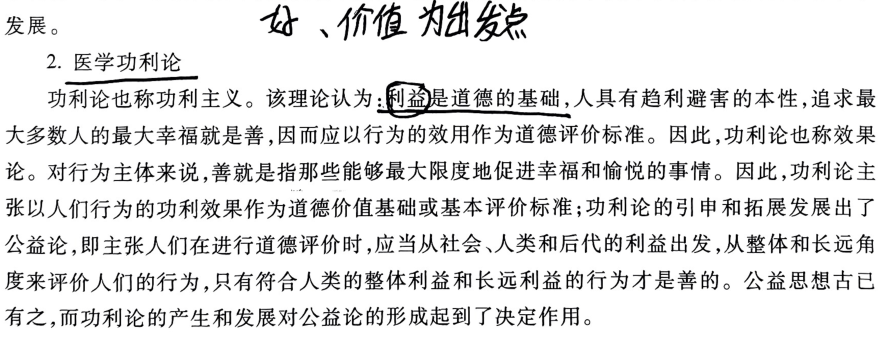 好、价值为出发点
发展。
2. 医学功利论
功利论也称功利主义。该理论认为:利益是道德的基础,人具有趋利避害的本性,追求最
大多数人的最大幸福就是善,因而应以行为的效用作为道德评价标准。因此,功利论也称效果
论。对行为主体来说,善就是指那些能够最大限度地促进幸福和愉悦的事情。因此,功利论主
张以人们行为的功利效果作为道德价值基础或基本评价标准;功利论的引申和拓展发展出了
公益论,即主张人们在进行道德评价时,应当从社会、人类和后代的利益出发,从整体和长远角
度来评价人们的行为,只有符合人类的整体利益和长远利益的行为才是善的。公益思想古已
有之,而功利论的产生和发展对公益论的形成起到了决定作用。